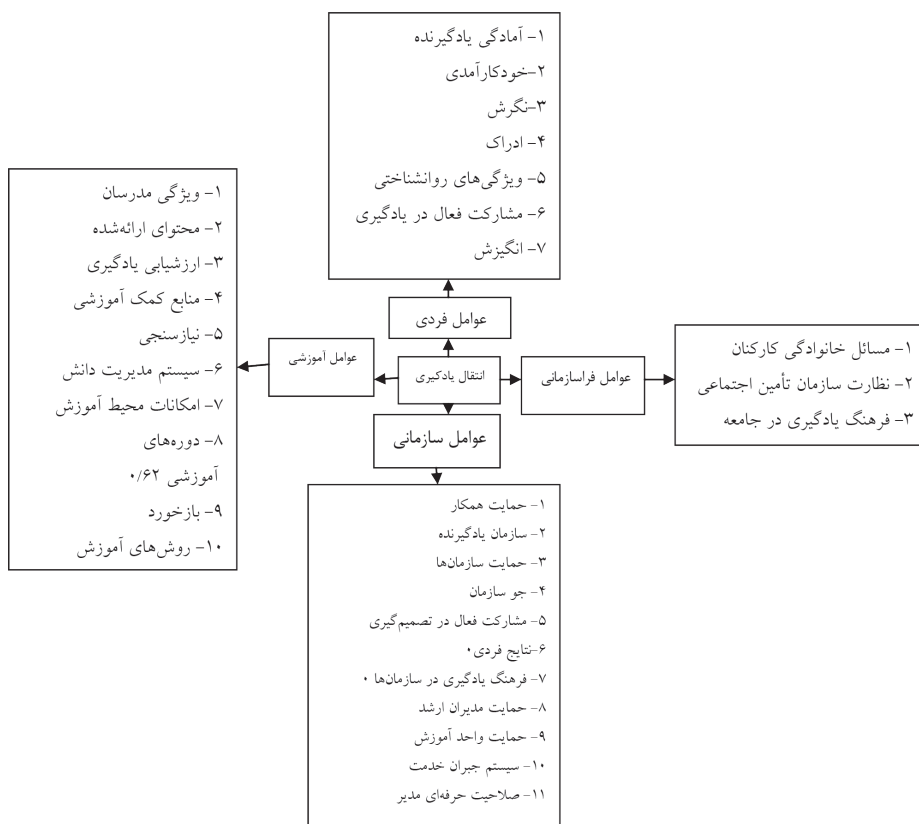 ۱- آمادگی یادگیرنده
۲-خودکارآمدی
۳-نگرش
۴- ادراک
۵- ویژگی‌های روانشناختی
۶- مشارکت فعال در یادگیری
۷- انگیزش
عوامل فردی
۱- ویژگی مدرسان
۲- محتوای ارائه‌شده
۳- ارزشیابی یادگیری
۴- منابع کمک آموزشی
۵- نیازسنجی
۶- سیستم مدیریت دانش
۷- امکانات محیط آموزش
۸- دوره‌های
آموزشی ۰/۶۲
۹- بازخورد
۱۰- روش‌های آموزش
عوامل آموزشی
انتقال یادگیری
عوامل فراسازمانی
۱- مسائل خانوادگی کارکنان
۲- نظارت سازمان تأمین اجتماعی
۳- فرهنگ یادگیری در جامعه
عوامل سازمانی
۱- حمایت همکار
۲- سازمان یادگیرنده
۳- حمایت سازمان‌ها
۴- جو سازمان
۵- مشارکت فعال در تصمیم‌گیری
۶-نتایج فردی۰
۷- فرهنگ یادگیری در سازمان‌ها ۰
۸- حمایت مدیران ارشد
۹- حمایت واحد آموزش
۱۰- سیستم جبران خدمت
۱۱- صلاحیت حرفه‌ای مدیر